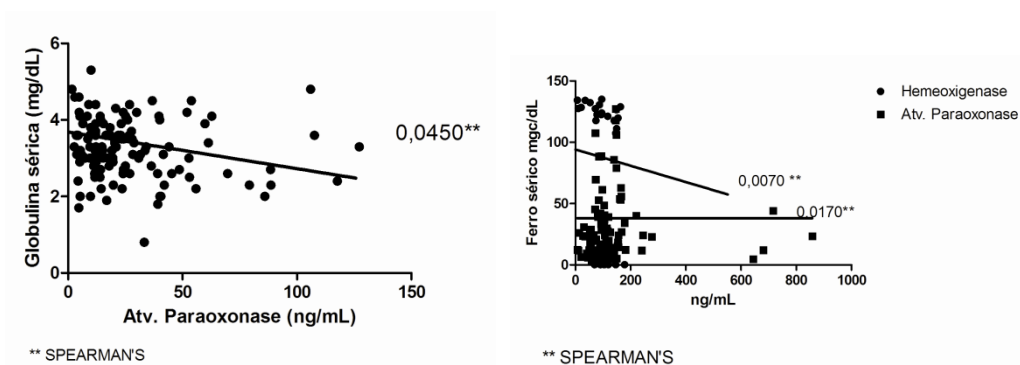 Globulina sérica (mg/dL)
6
4
2
0
0,0450**
0 50 100 150
Atv. Paraoxonase (ng/mL)
** SPEARMAN'S
Ferro sérico mgc/dL
150
100
50
0
0,0070 **
0,0170**
0 200 400 600 800 1000
ng/mL
Hemeoxigenase
Atv. Paraoxonase
** SPEARMAN'S